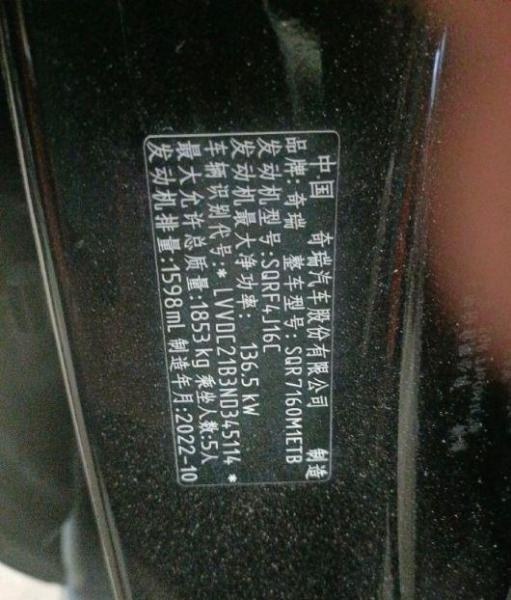 中国 奇瑞汽车股份有限公司 制造
品牌:奇瑞 整车型号:SQR7160M1ETB
发动机型号:SQRF4J16C
发动机最大净功率: 136.5 kW
车辆识别代号:* LVVDC21B3ND345114 *
最大允许总质量:1853 kg 乘坐人数:5人
发动机排量:1598mL 制造年月:2022-10